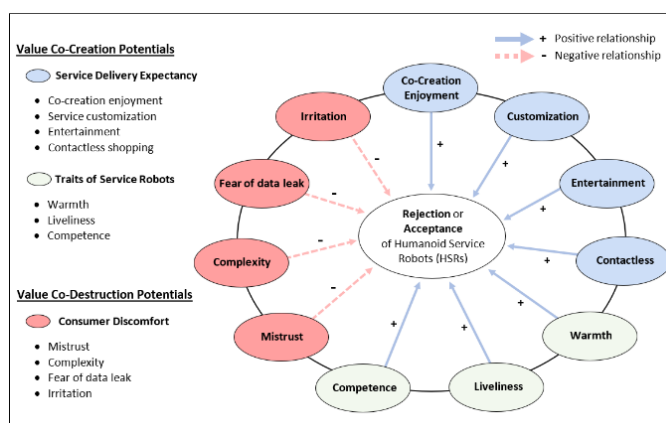 Value Co-Creation Potentials
Service Delivery Expectancy
• Co-creation enjoyment
• Service customization
• Entertainment
• Contactless shopping
Traits of Service Robots
• Warmth
• Liveliness
• Competence
Value Co-Destruction Potentials
Consumer Discomfort
• Mistrust
• Complexity
• Fear of data leak
• Irritation
+ Positive relationship
- Negative relationship
Co-Creation
Enjoyment
Customization
Entertainment
Contactless
Warmth
Liveliness
Competence
Mistrust
Complexity
Fear of data leak
Irritation
+
+
+
+
+
+
+
-
-
-
-
Rejection or
Acceptance
of Humanoid Service
Robots (HSRs)